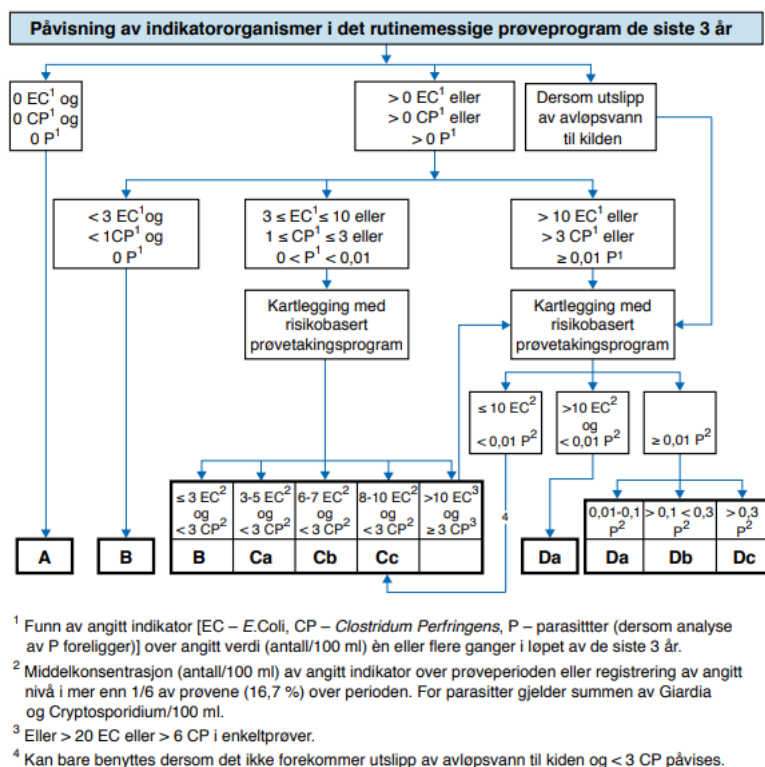 Påvisning av indikatororganismer i det rutinemessige prøveprogram de siste 3 år
0 EC¹ og
0 CP¹ og
0 P¹
> 0 EC¹ eller
> 0 CP¹ eller
> 0 P¹
Dersom utslipp
av avløpsvann
til kilden
< 3 EC¹og
< 1CP¹ og
0 P¹
3 ≤ EC¹ ≤ 10 eller
1 ≤ CP¹ ≤ 3 eller
0 < P¹ < 0,01
> 10 EC¹ eller
> 3 CP¹ eller
≥ 0,01 P¹
Kartlegging med
risikobasert
prøvetakingsprogram
Kartlegging med
risikobasert
prøvetakingsprogram
≤ 10 EC²
< 0,01 P²
>10 EC²
og
< 0,01 P²
≥ 0,01 P²
≤ 3 EC²
og
< 3 CP²
3-5 EC²
og
< 3 CP²
6-7 EC²
og
< 3 CP²
8-10 EC²
og
< 3 CP²
>10 EC³
og
≥ 3 CP³
4
0,01-0,1
P²
> 0,1 < 0,3
P²
> 0,3
P²
A
B
B
Ca
Cb
Cc
Da
Da
Db
Dc
¹ Funn av angitt indikator [EC – E.Coli, CP – Clostridum Perfringens, P – parasittter (dersom analyse
av P foreligger)] over angitt verdi (antall/100 ml) èn eller flere ganger i løpet av de siste 3 år.
² Middelkonsentrasjon (antall/100 ml) av angitt indikator over prøveperioden eller registrering av angitt
nivå i mer enn 1/6 av prøvene (16,7 %) over perioden. For parasitter gjelder summen av Giardia
og Cryptosporidium/100 ml.
³ Eller > 20 EC eller > 6 CP i enkeltprøver.
⁴ Kan bare benyttes dersom det ikke forekommer utslipp av avløpsvann til kiden og < 3 CP påvises.